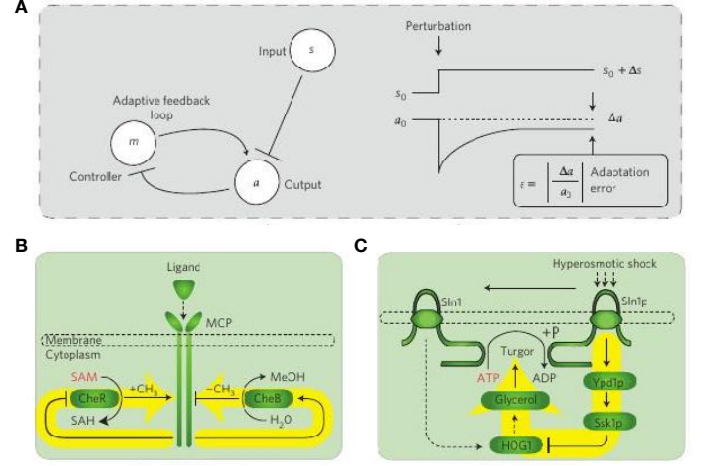 A
Perturbation
Input
s
s₀ + Δs
s₀
Adaptive feedback
loop
a₀
Δa
m
Controller
a
Cutput
ε =
Δa
a₀
Adaptation
error
B
Ligand
MCP
Membrane
Cytoplasm
SAM
+CH₃
−CH₃
MeOH
CheR
CheB
SAH
H₂O
C
Hyperosmotic shock
Sln1
Sln1p
+P
Turgor
ATP
ADP
Ypd1p
Glycerol
Ssk1p
HOG1